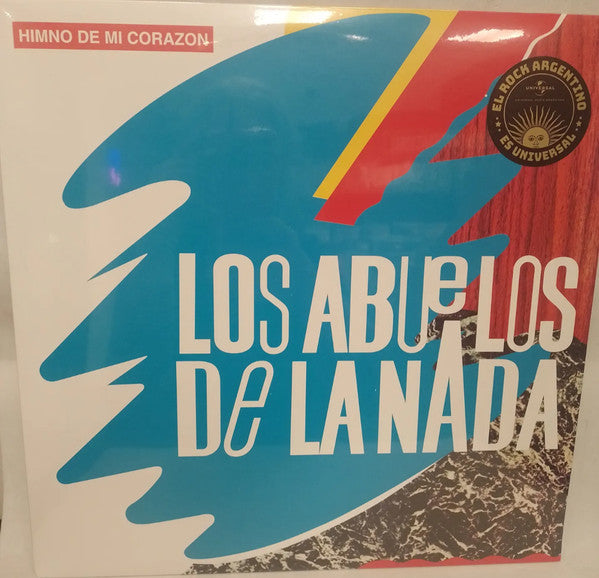 HIMNO DE MI CORAZON
EL ROCK ARGENTINO
UNIVERSAL
ES UNIVERSAL
LOS ABUeLOS
De LA NADA